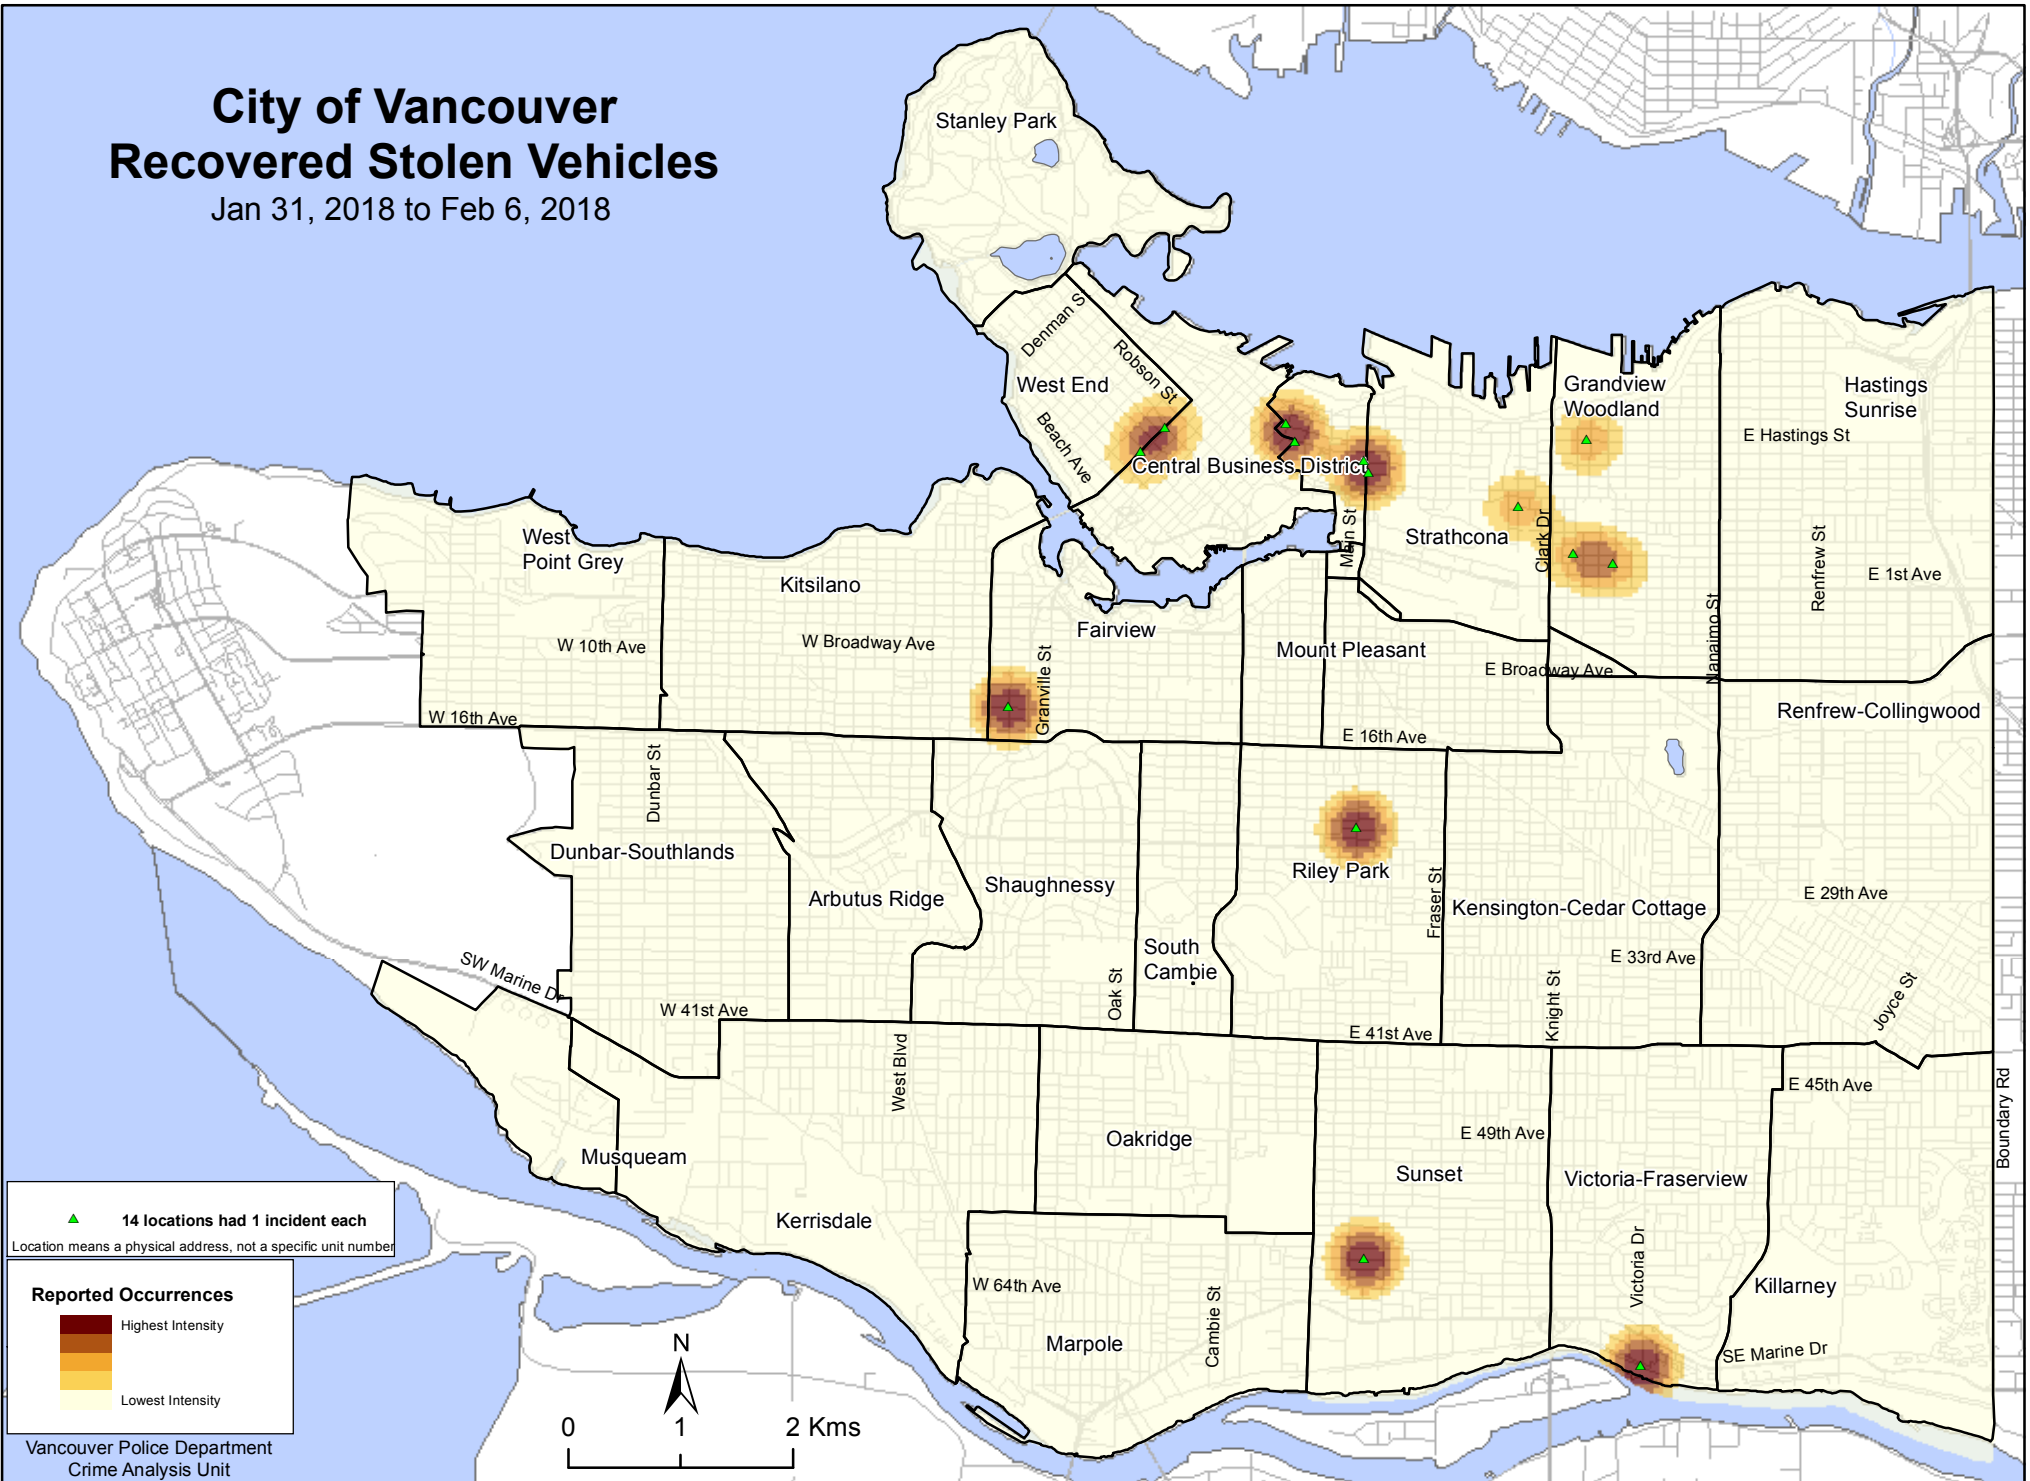 City of Vancouver
Recovered Stolen Vehicles
Jan 31, 2018 to Feb 6, 2018
Stanley Park
Denman S
Robson St
West End
Beach Ave
Central Business District
Grandview
Woodland
Hastings
Sunrise
E Hastings St
Main St
Strathcona
Clark Dr
Renfrew St
E 1st Ave
Nanaimo St
West
Point Grey
Kitsilano
Fairview
W 10th Ave
W Broadway Ave
Granville St
Mount Pleasant
E Broadway Ave
W 16th Ave
E 16th Ave
Renfrew-Collingwood
Dunbar St
Dunbar-Southlands
Arbutus Ridge
Shaughnessy
Riley Park
Fraser St
Kensington-Cedar Cottage
E 29th Ave
South
Cambie
E 33rd Ave
SW Marine Dr
W 41st Ave
Oak St
E 41st Ave
Knight St
Joyce St
West Blvd
E 45th Ave
Boundary Rd
Oakridge
E 49th Ave
Musqueam
Sunset
Victoria-Fraserview
Kerrisdale
Victoria Dr
W 64th Ave
Cambie St
Killarney
Marpole
SE Marine Dr
14 locations had 1 incident each
Location means a physical address, not a specific unit number
Reported Occurrences
Highest Intensity
Lowest Intensity
Vancouver Police Department
Crime Analysis Unit
N
0 1 2 Kms